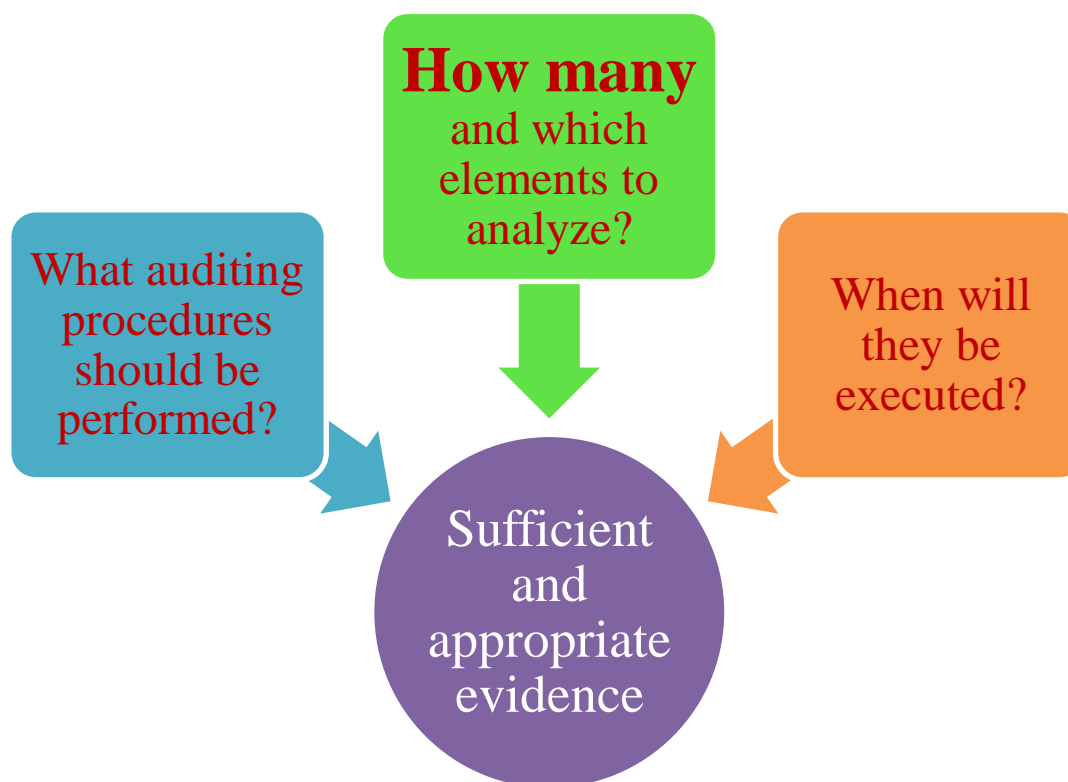 How many
and which
elements to
analyze?
What auditing
procedures
should be
performed?
When will
they be
executed?
Sufficient
and
appropriate
evidence